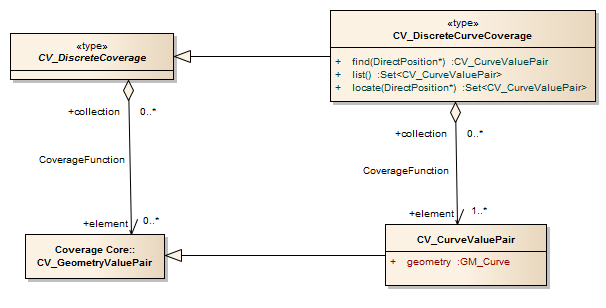 «type»
CV_DiscreteCoverage
«type»
CV_DiscreteCurveCoverage
+ find(DirectPosition*) :CV_CurveValuePair
+ list() :Set<CV_CurveValuePair>
+ locate(DirectPosition*) :Set<CV_CurveValuePair>
+collection 0..*
CoverageFunction
+element 0..*
+collection 0..*
CoverageFunction
+element 1..*
Coverage Core::
CV_GeometryValuePair
CV_CurveValuePair
+ geometry :GM_Curve